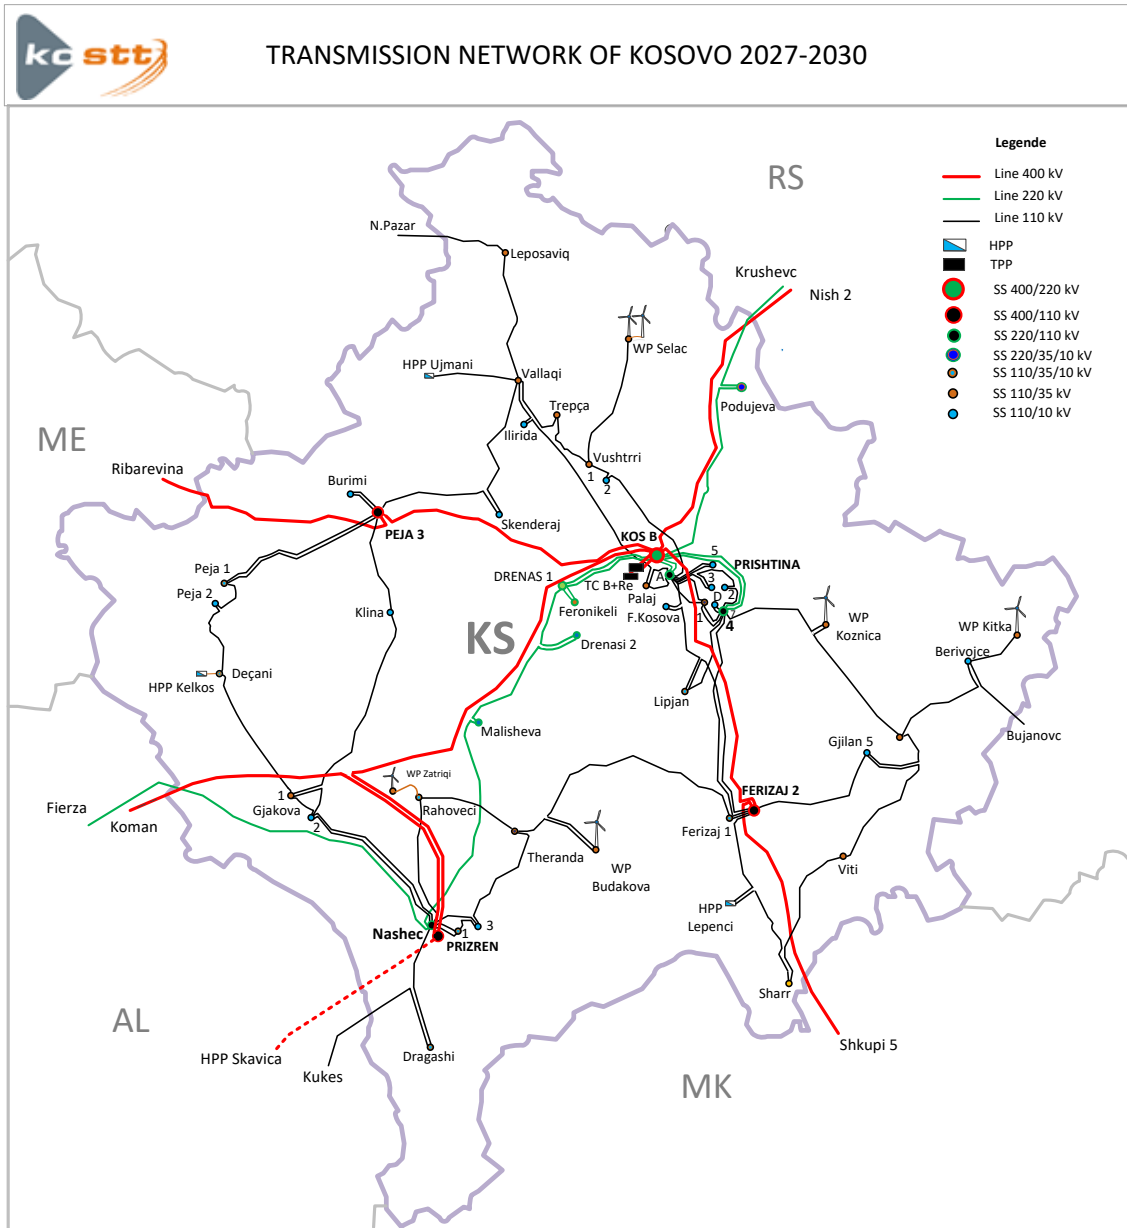 kostt
TRANSMISSION NETWORK OF KOSOVO 2027-2030
Legende
Line 400 kV
Line 220 kV
Line 110 kV
HPP
TPP
SS 400/220 kV
SS 400/110 kV
SS 220/110 kV
SS 220/35/10 kV
SS 110/35/10 kV
SS 110/35 kV
SS 110/10 kV
RS
N.Pazar
Leposaviq
Krushevc
Nish 2
WP Selac
HPP Ujmani
Vallaqi
Podujeva
Trepça
Ilirida
ME
Ribarevina
Vushtrri
1
2
Burimi
Skenderaj
PEJA 3
KOS B
5
PRISHTINA
DRENAS 1
TC B+Re
A
3
2
Peja 1
Peja 2
Palaj
D
Feronikeli
F.Kosova
1
7
4
Klina
WP
Koznica
WP Kitka
KS
Drenasi 2
Berivojce
Deçani
HPP Kelkos
Lipjan
Malisheva
Bujanovc
Gjilan 5
WP Zatriqi
FERIZAJ 2
Fierza
Koman
1
Gjakova
2
Rahoveci
Ferizaj 1
Theranda
WP
Budakova
Viti
HPP
Lepenci
Nashec
1
3
PRIZREN
Sharr
AL
HPP Skavica
Kukes
Dragashi
Shkupi 5
MK